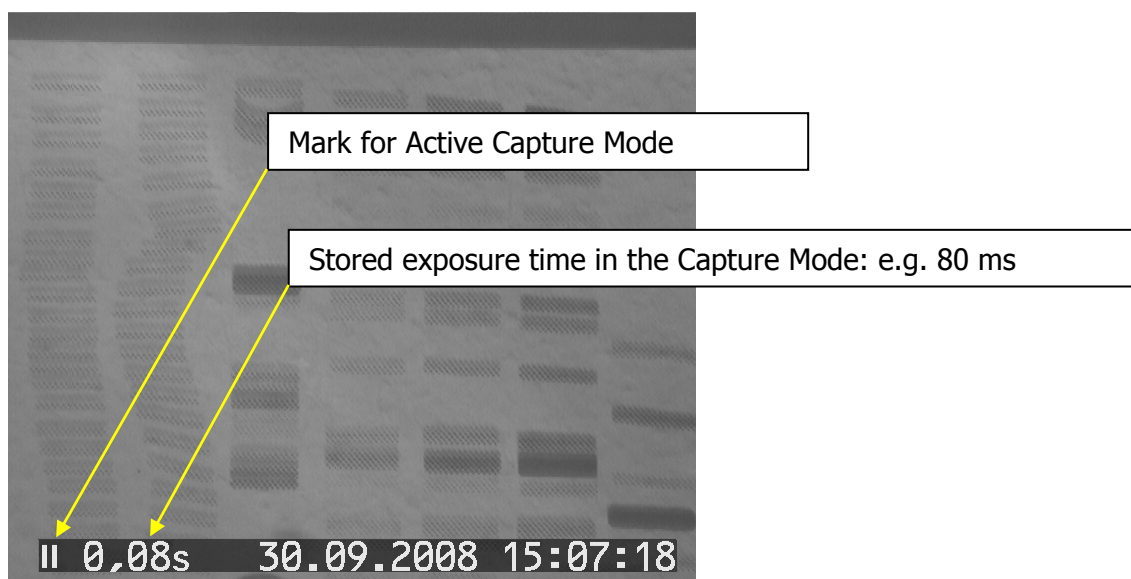 Mark for Active Capture Mode
Stored exposure time in the Capture Mode: e.g. 80 ms
II 0,08s 30.09.2008 15:07:18